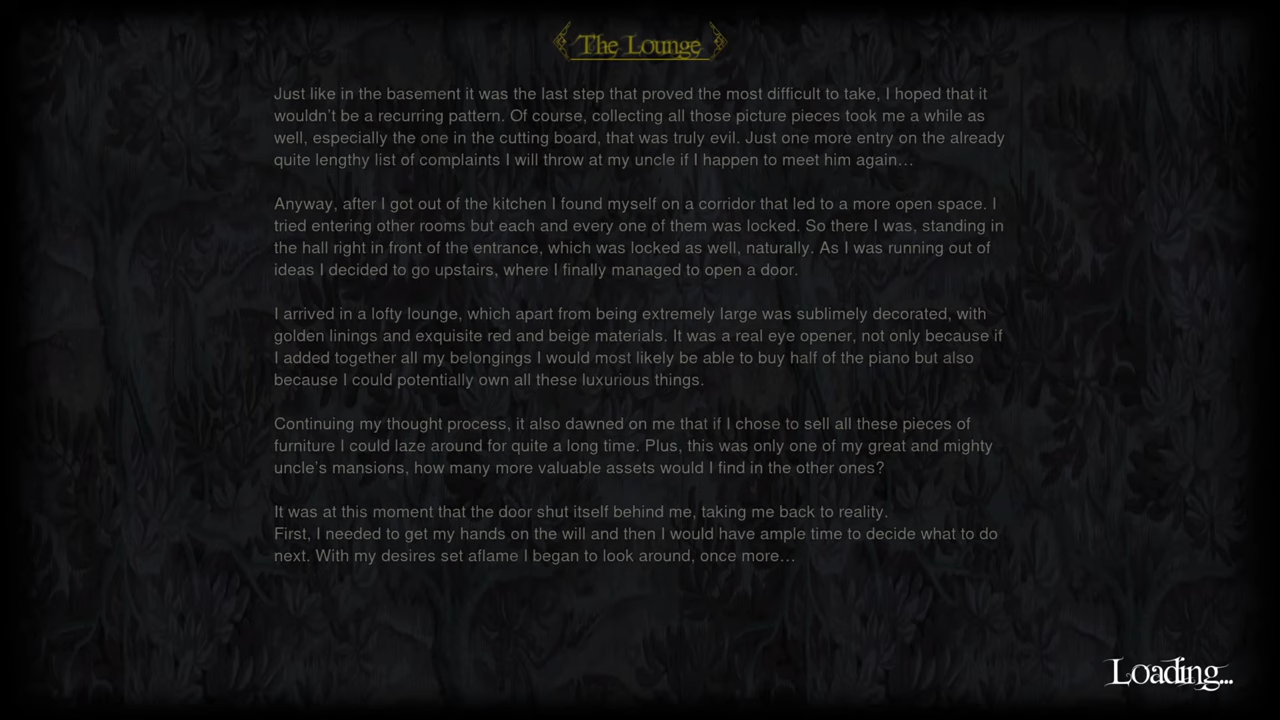 The Lounge
Just like in the basement it was the last step that proved the most difficult to take, I hoped that it
wouldn't be a recurring pattern. Of course, collecting all those picture pieces took me a while as
well, especially the one in the cutting board, that was truly evil. Just one more entry on the already
quite lengthy list of complaints I will throw at my uncle if I happen to meet him again…
Anyway, after I got out of the kitchen I found myself on a corridor that led to a more open space. I
tried entering other rooms but each and every one of them was locked. So there I was, standing in
the hall right in front of the entrance, which was locked as well, naturally. As I was running out of
ideas I decided to go upstairs, where I finally managed to open a door.
I arrived in a lofty lounge, which apart from being extremely large was sublimely decorated, with
golden linings and exquisite red and beige materials. It was a real eye opener, not only because if
I added together all my belongings I would most likely be able to buy half of the piano but also
because I could potentially own all these luxurious things.
Continuing my thought process, it also dawned on me that if I chose to sell all these pieces of
furniture I could laze around for quite a long time. Plus, this was only one of my great and mighty
uncle's mansions, how many more valuable assets would I find in the other ones?
It was at this moment that the door shut itself behind me, taking me back to reality.
First, I needed to get my hands on the will and then I would have ample time to decide what to do
next. With my desires set aflame I began to look around, once more…
Loading...